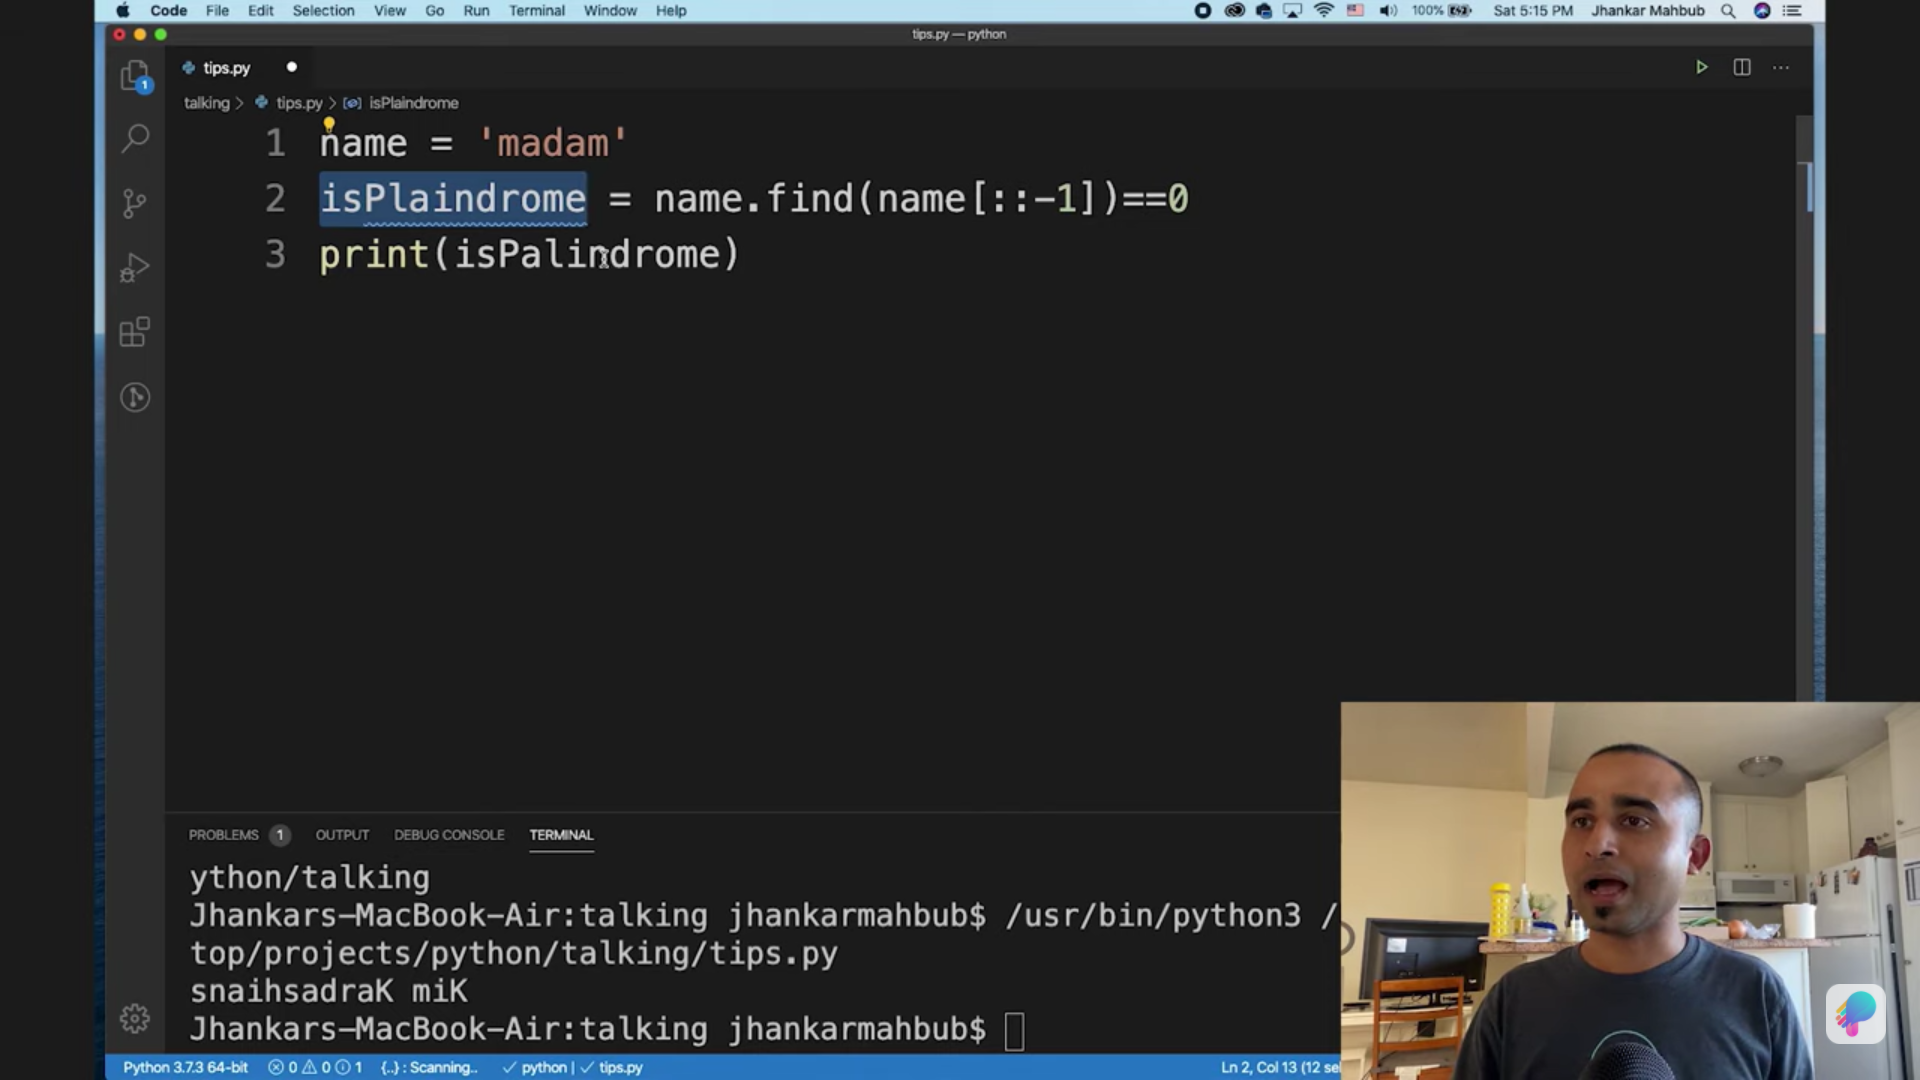 Code File Edit Selection View Go Run Terminal Window Help 100% Sat 5:15 PM Jhankar Mahbub
tips.py — python
1
tips.py
talking > tips.py > isPlaindrome
1 name = 'madam'
2 isPlaindrome = name.find(name[::-1])==0
3 print(isPalindrome)
PROBLEMS 1 OUTPUT DEBUG CONSOLE TERMINAL
ython/talking
Jhankars-MacBook-Air:talking jhankarmahbub$ /usr/bin/python3 /
top/projects/python/talking/tips.py
snaihsadraK miK
Jhankars-MacBook-Air:talking jhankarmahbub$
Python 3.7.3 64-bit 0 0 1 {..} : Scanning.. ✓ python | ✓ tips.py Ln 2, Col 13 (12 sel